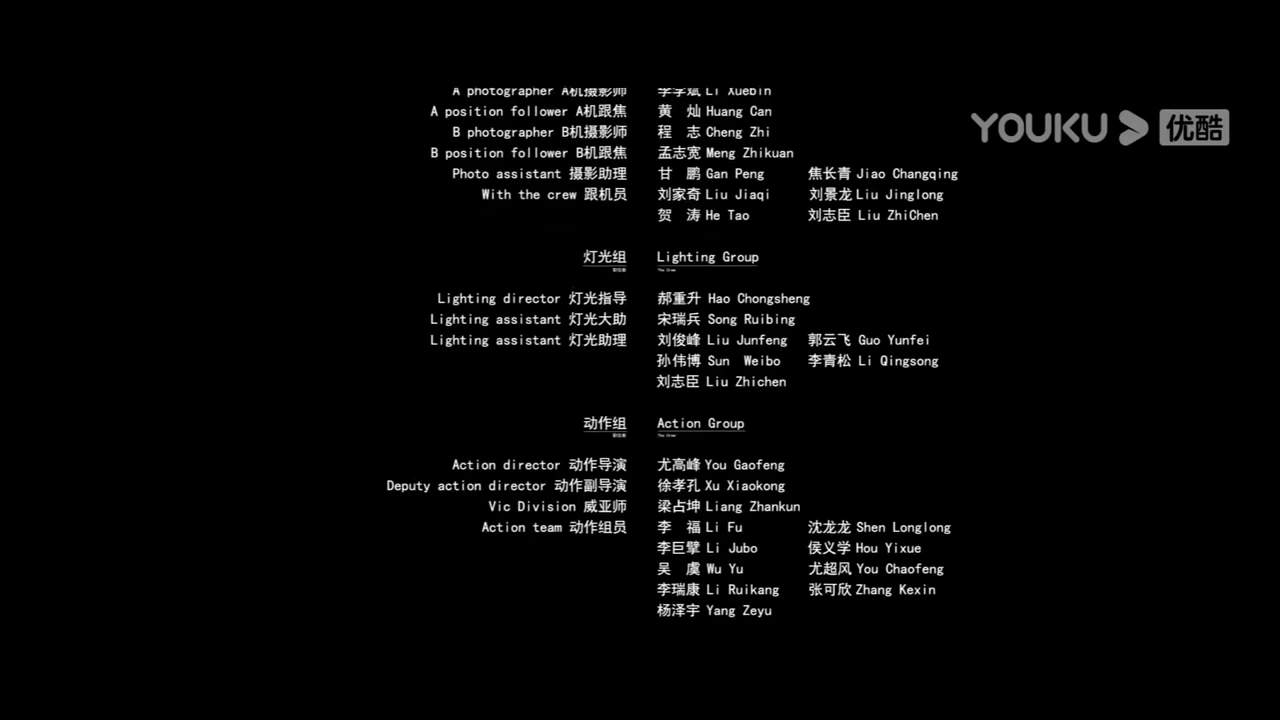 A photographer A机摄影师 李学斌 Li Xuebin
A position follower A机跟焦 黄 灿 Huang Can
YOUKU 优酷
B photographer B机摄影师 程 志 Cheng Zhi
B position follower B机跟焦 孟志宽 Meng Zhikuan
Photo assistant 摄影助理 甘 鹏 Gan Peng 焦长青 Jiao Changqing
With the crew 跟机员 刘家奇 Liu Jiaqi 刘景龙 Liu Jinglong
贺 涛 He Tao 刘志臣 Liu ZhiChen
灯光组 Lighting Group
Lighting director 灯光指导 郝重升 Hao Chongsheng
Lighting assistant 灯光大助 宋瑞兵 Song Ruibing
Lighting assistant 灯光助理 刘俊峰 Liu Junfeng 郭云飞 Guo Yunfei
孙伟博 Sun Weibo 李青松 Li Qingsong
刘志臣 Liu Zhichen
动作组 Action Group
Action director 动作导演 尤高峰 You Gaofeng
Deputy action director 动作副导演 徐孝孔 Xu Xiaokong
Vic Division 威亚师 梁占坤 Liang Zhankun
Action team 动作组员 李 福 Li Fu 沈龙龙 Shen Longlong
李巨擘 Li Jubo 侯义学 Hou Yixue
吴 虞 Wu Yu 尤超风 You Chaofeng
李瑞康 Li Ruikang 张可欣 Zhang Kexin
杨泽宇 Yang Zeyu